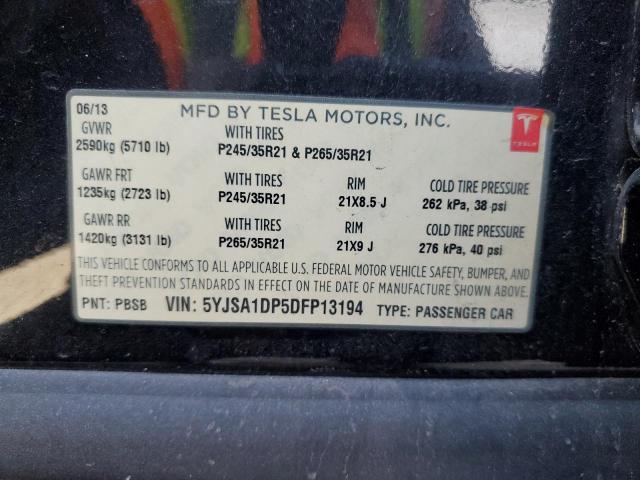 06/13 MFD BY TESLA MOTORS, INC.
GVWR WITH TIRES
2590kg (5710 lb) P245/35R21 & P265/35R21
TESLA
GAWR FRT WITH TIRES RIM COLD TIRE PRESSURE
1235kg (2723 lb) P245/35R21 21X8.5 J 262 kPa, 38 psi
GAWR RR WITH TIRES RIM COLD TIRE PRESSURE
1420kg (3131 lb) P265/35R21 21X9 J 276 kPa, 40 psi
THIS VEHICLE CONFORMS TO ALL APPLICABLE U.S. FEDERAL MOTOR VEHICLE SAFETY, BUMPER, AND
THEFT PREVENTION STANDARDS IN EFFECT ON THE DATE OF MANUFACTURE SHOWN ABOVE.
PNT: PBSB VIN: 5YJSA1DP5DFP13194 TYPE: PASSENGER CAR